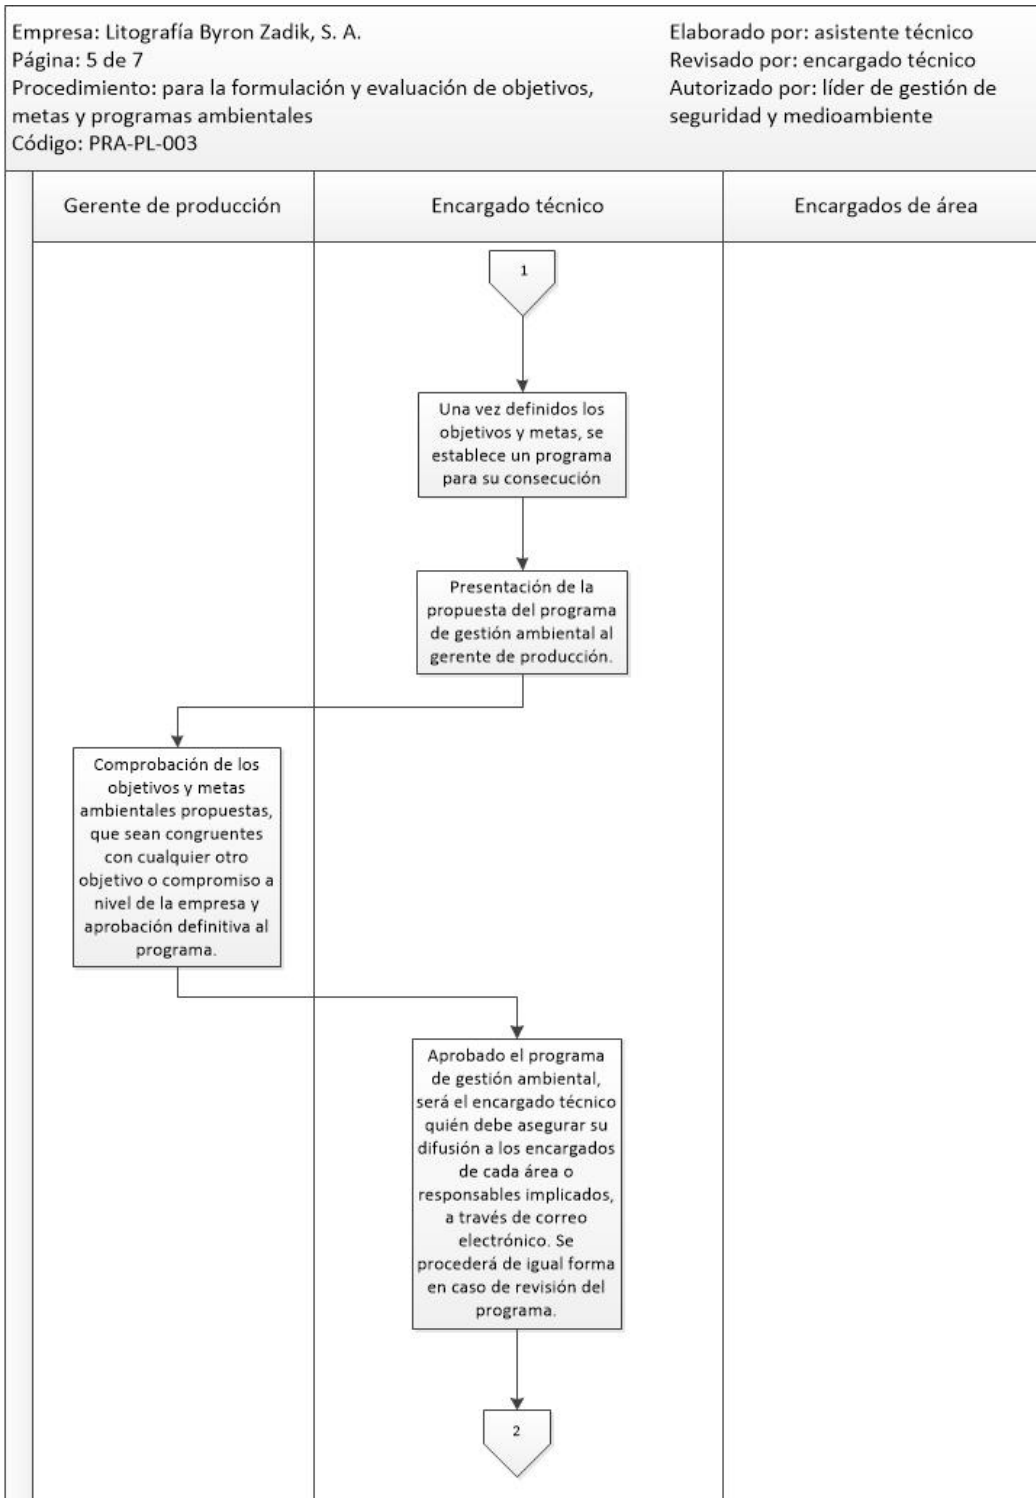 Empresa: Litografía Byron Zadik, S. A.
Página: 5 de 7
Procedimiento: para la formulación y evaluación de objetivos,
metas y programas ambientales
Código: PRA-PL-003
Elaborado por: asistente técnico
Revisado por: encargado técnico
Autorizado por: líder de gestión de
seguridad y medioambiente
Gerente de producción
Encargado técnico
Encargados de área
1
Una vez definidos los
objetivos y metas, se
establece un programa
para su consecución
Presentación de la
propuesta del programa
de gestión ambiental al
gerente de producción.
Comprobación de los
objetivos y metas
ambientales propuestas,
que sean congruentes
con cualquier otro
objetivo o compromiso a
nivel de la empresa y
aprobación definitiva al
programa.
Aprobado el programa
de gestión ambiental,
será el encargado técnico
quién debe asegurar su
difusión a los encargados
de cada área o
responsables implicados,
a través de correo
electrónico. Se
procederá de igual forma
en caso de revisión del
programa.
2